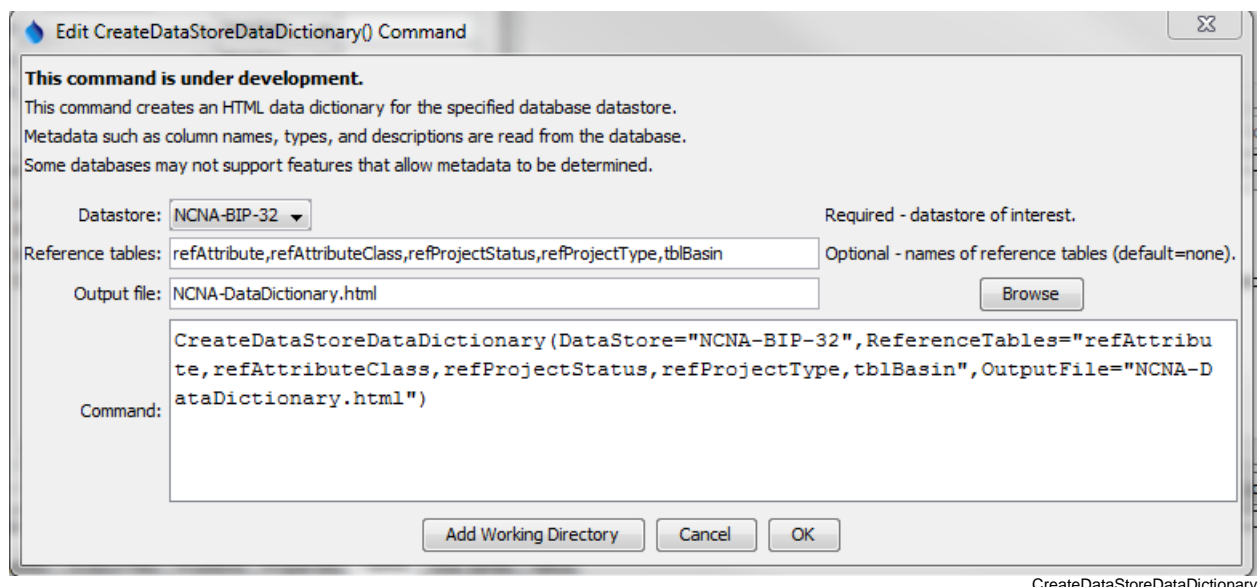 Edit CreateDataStoreDataDictionary() Command
This command is under development.
This command creates an HTML data dictionary for the specified database datastore.
Metadata such as column names, types, and descriptions are read from the database.
Some databases may not support features that allow metadata to be determined.
Datastore: NCNA-BIP-32 Required - datastore of interest.
Reference tables: refAttribute,refAttributeClass,refProjectStatus,refProjectType,tblBasin Optional - names of reference tables (default=none).
Output file: NCNA-DataDictionary.html Browse
CreateDataStoreDataDictionary(DataStore="NCNA-BIP-32",ReferenceTables="refAttribu
te,refAttributeClass,refProjectStatus,refProjectType,tblBasin",OutputFile="NCNA-D
Command: ataDictionary.html")
Add Working Directory Cancel OK
CreateDataStoreDataDictionary